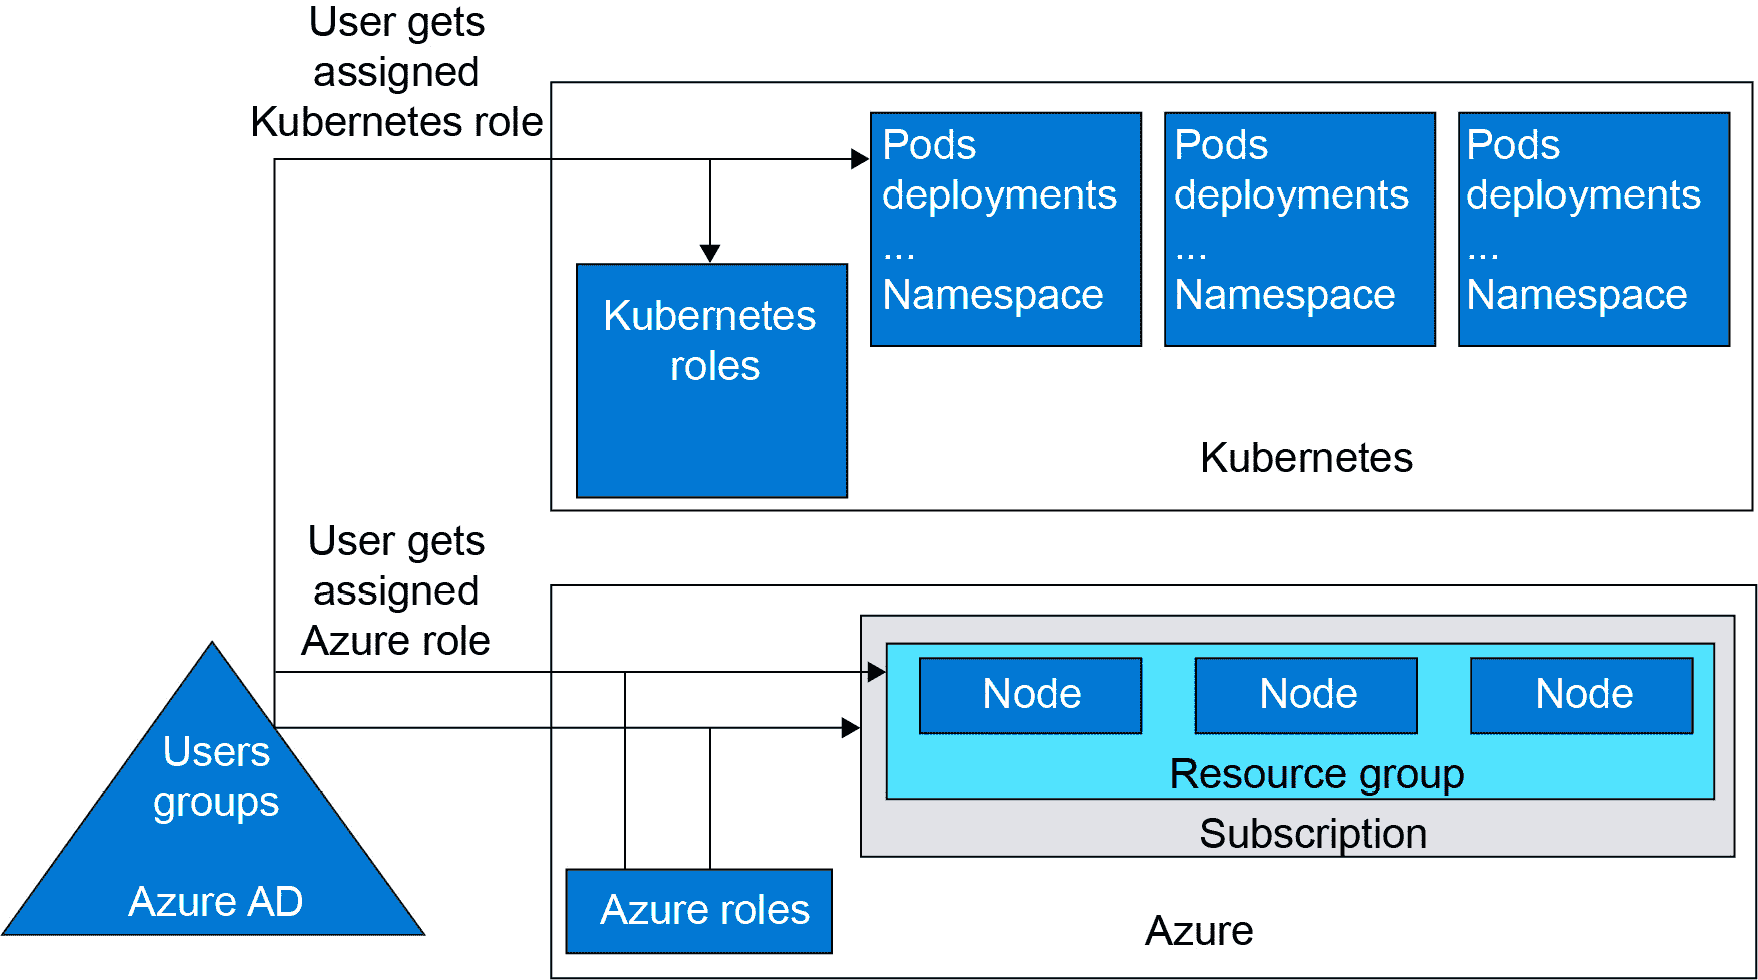 User gets
assigned
Kubernetes role
Pods
deployments
...
Namespace
Pods
deployments
...
Namespace
Pods
deployments
...
Namespace
Kubernetes
roles
Kubernetes
User gets
assigned
Azure role
Node
Node
Node
Resource group
Subscription
Users
groups
Azure AD
Azure roles
Azure